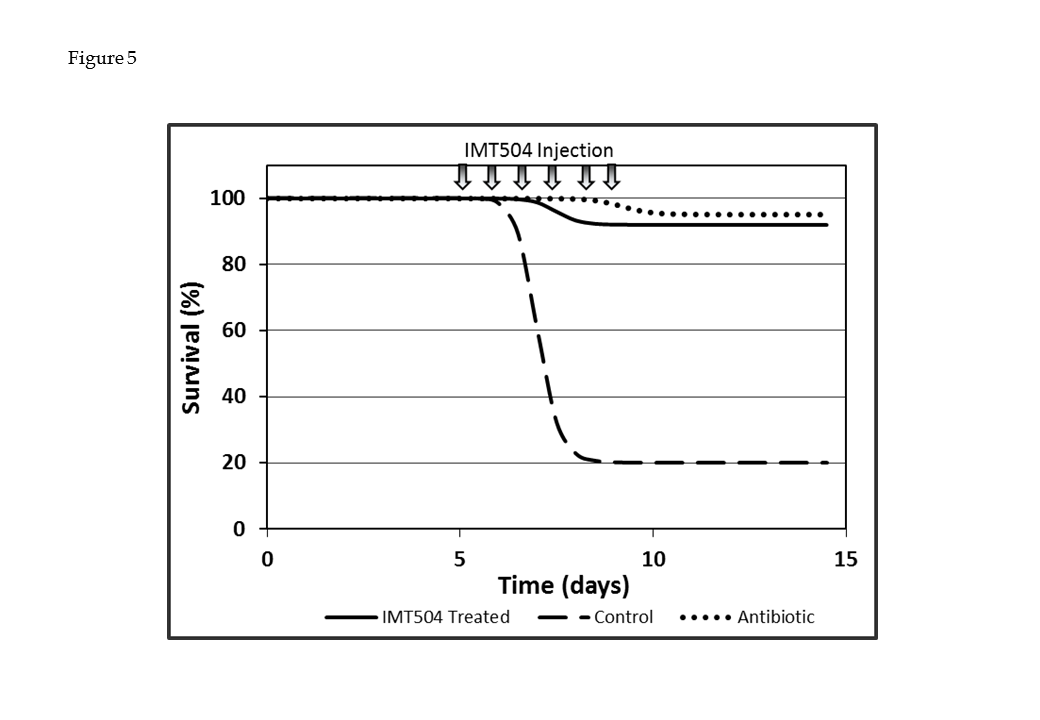 Figure 5
IMT504 Injection
100
80
60
40
20
0
Survival (%)
0 5 10 15
Time (days)
IMT504 Treated Control Antibiotic